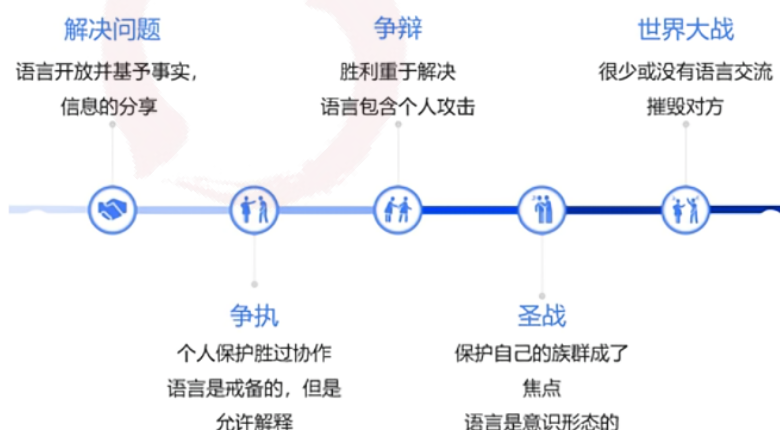 解决问题
语言开放并基予事实，
信息的分享
争辩
胜利重于解决
语言包含个人攻击
世界大战
很少或没有语言交流
摧毁对方
争执
个人保护胜过协作
语言是戒备的，但是
允许解释
圣战
保护自己的族群成了
焦点
语言是意识形态的